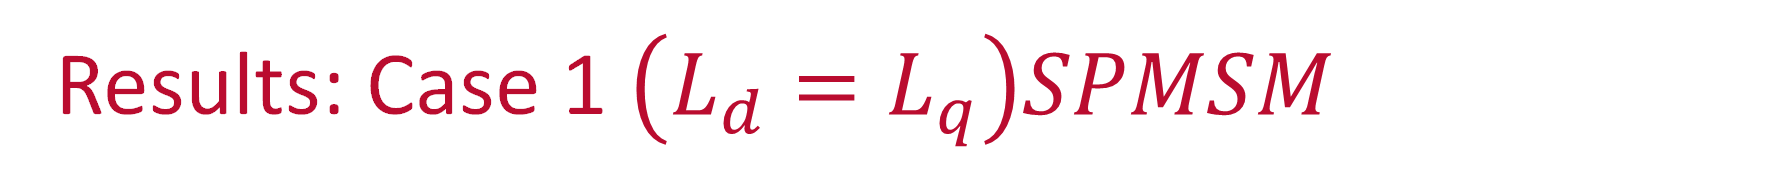 Results: Case 1 (L_d = L_q)SPMSM